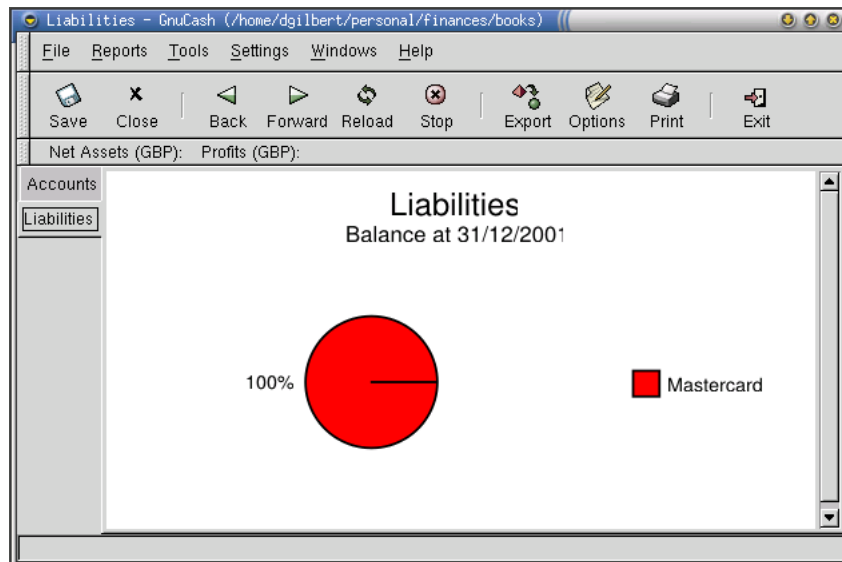 Liabilities - GnuCash (/home/dgilbert/personal/finances/books)
File Reports Tools Settings Windows Help
Save Close Back Forward Reload Stop Export Options Print Exit
Net Assets (GBP): Profits (GBP):
Accounts
Liabilities
Liabilities
Balance at 31/12/2001
100%
Mastercard